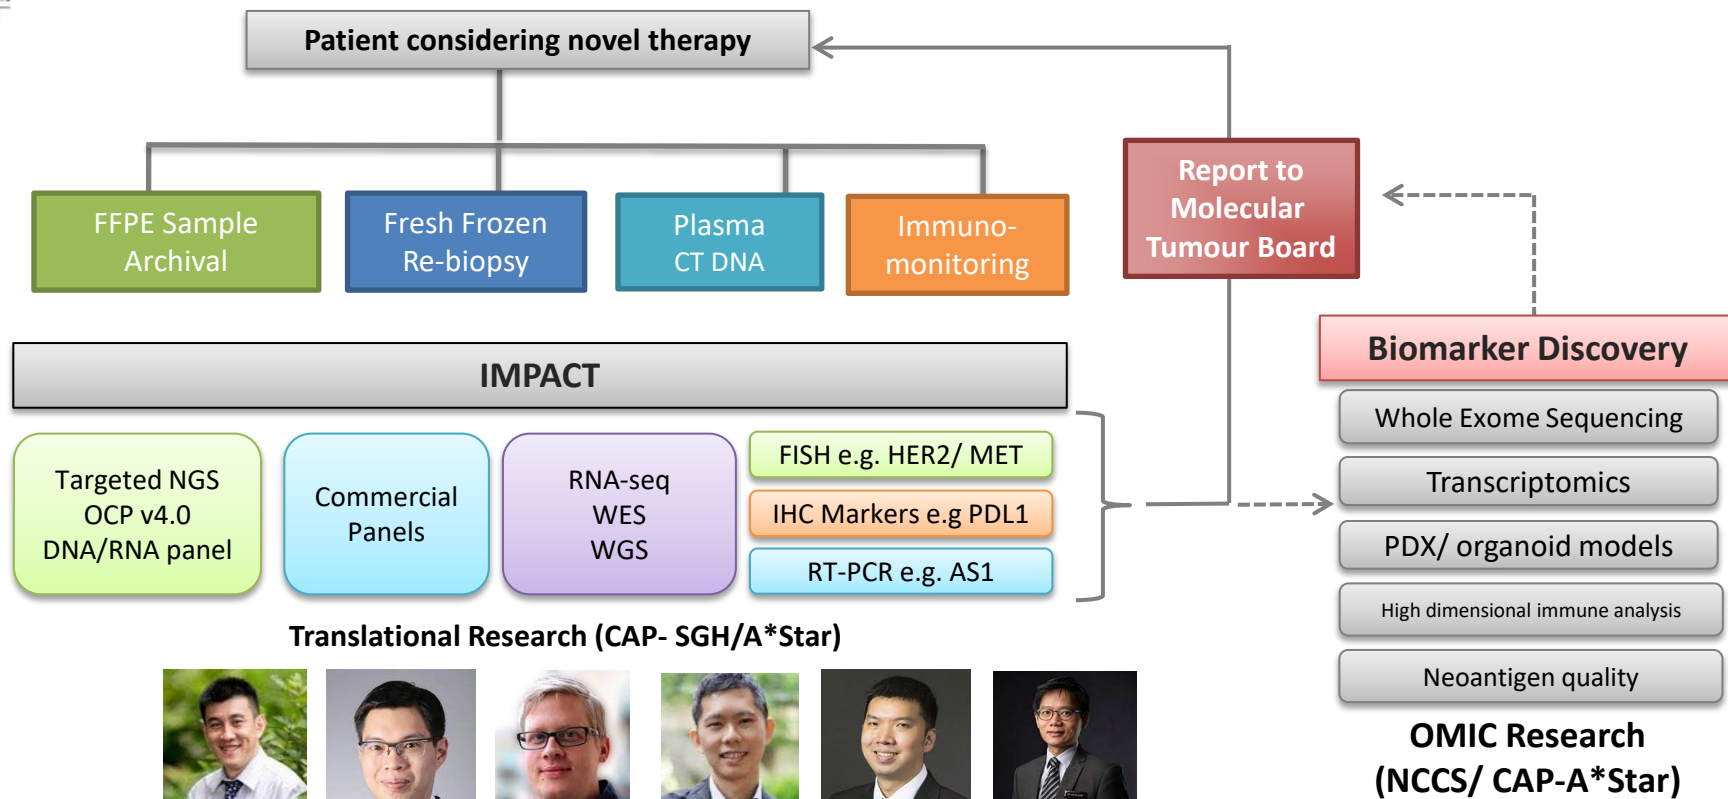 Patient considering novel therapy
FFPE Sample
Archival
Fresh Frozen
Re-biopsy
Plasma
CT DNA
Immuno-
monitoring
Report to
Molecular
Tumour Board
IMPACT
Targeted NGS
OCP v4.0
DNA/RNA panel
Commercial
Panels
RNA-seq
WES
WGS
FISH e.g. HER2/ MET
IHC Markers e.g PDL1
RT-PCR e.g. AS1
Translational Research (CAP- SGH/A*Star)
Biomarker Discovery
Whole Exome Sequencing
Transcriptomics
PDX/ organoid models
High dimensional immune analysis
Neoantigen quality
OMIC Research
(NCCS/ CAP-A*Star)